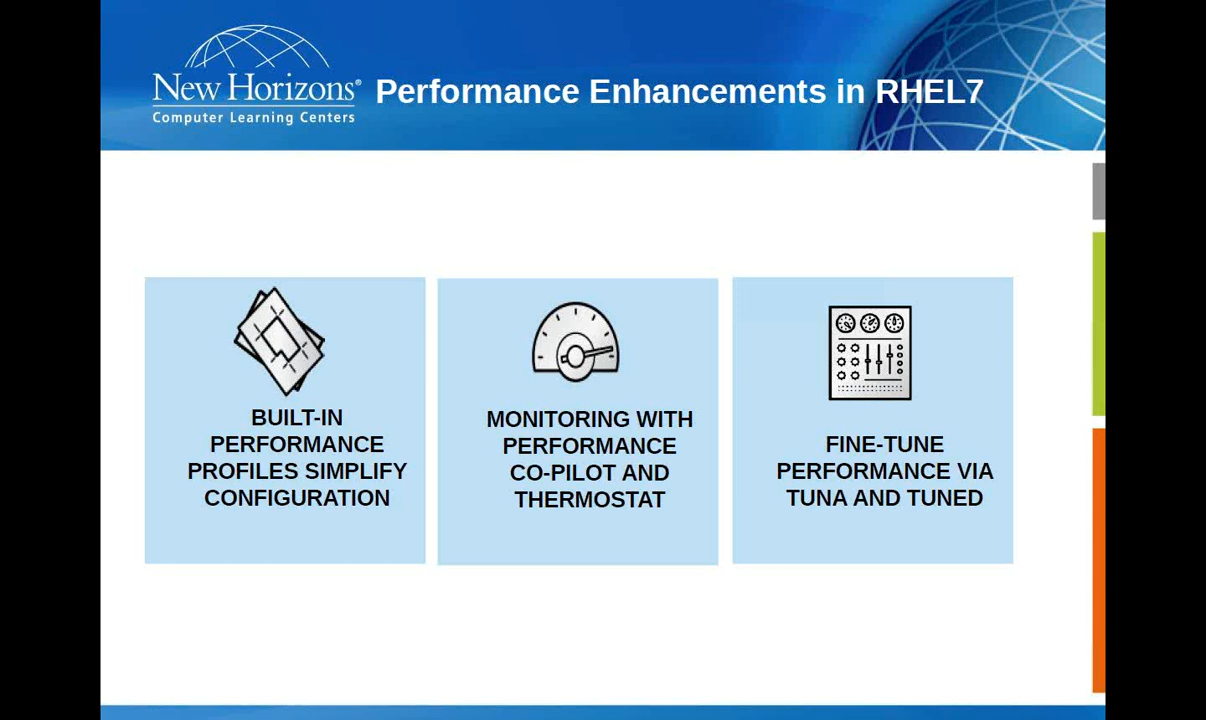 New Horizons®
Computer Learning Centers
Performance Enhancements in RHEL7
BUILT-IN
PERFORMANCE
PROFILES SIMPLIFY
CONFIGURATION
MONITORING WITH
PERFORMANCE
CO-PILOT AND
THERMOSTAT
FINE-TUNE
PERFORMANCE VIA
TUNA AND TUNED